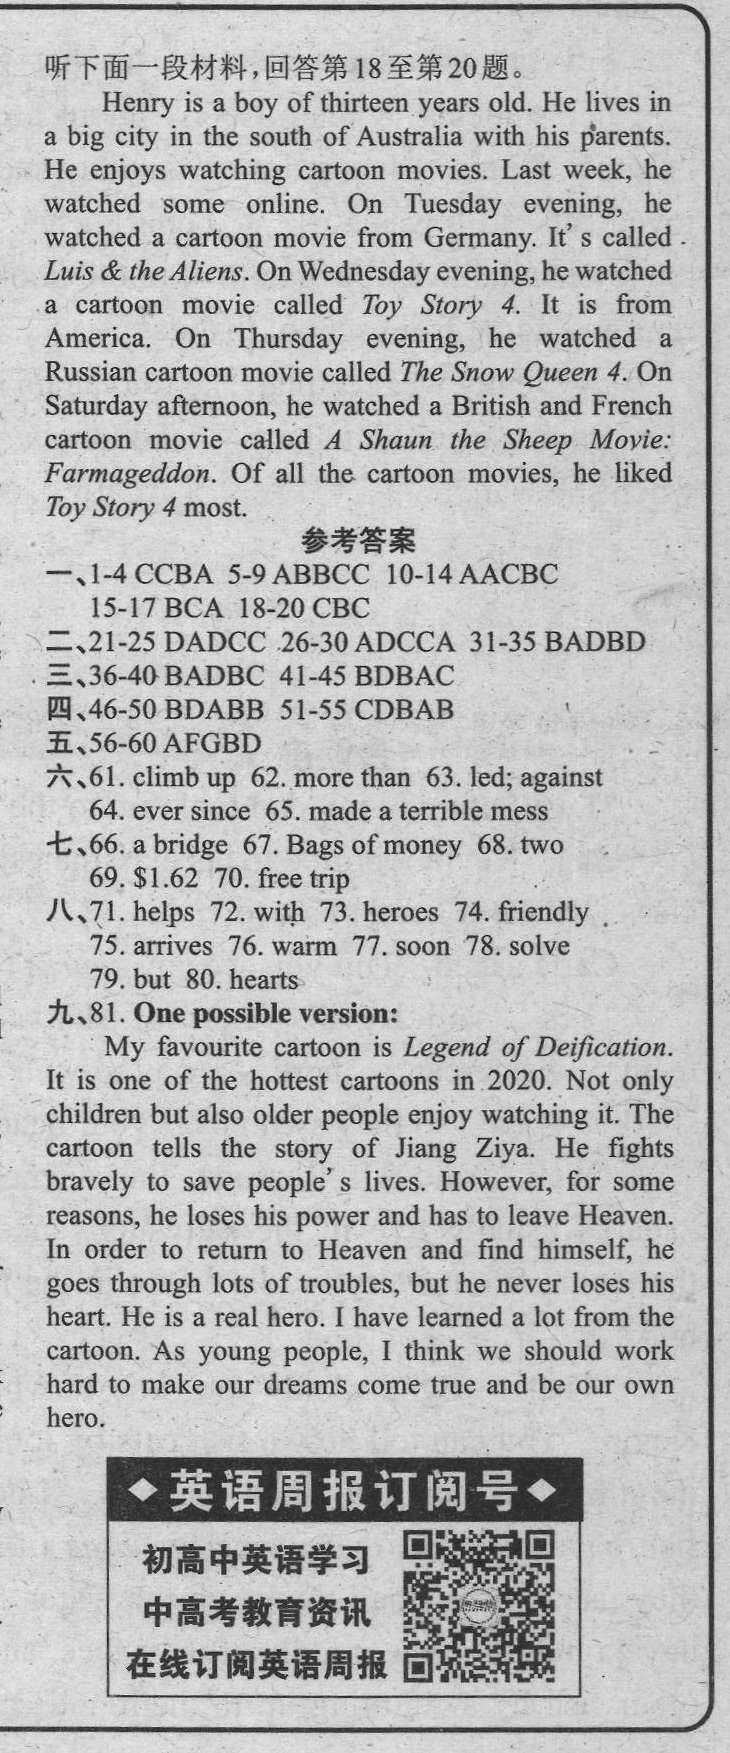 听下面一段材料,回答第18至第20题。
Henry is a boy of thirteen years old. He lives in
a big city in the south of Australia with his parents.
He enjoys watching cartoon movies. Last week, he
watched some online. On Tuesday evening, he
watched a cartoon movie from Germany. It's called
Luis & the Aliens. On Wednesday evening, he watched
a cartoon movie called Toy Story 4. It is from
America. On Thursday evening, he watched a
Russian cartoon movie called The Snow Queen 4. On
Saturday afternoon, he watched a British and French
cartoon movie called A Shaun the Sheep Movie:
Farmageddon. Of all the cartoon movies, he liked
Toy Story 4 most.
参考答案
一、1-4 CCBA 5-9 ABBCC 10-14 AACBC
15-17 BCA 18-20 CBC
二、21-25 DADCC 26-30 ADCCA 31-35 BADBD
三、36-40 BADBC 41-45 BDBAC
四、46-50 BDABB 51-55 CDBAB
五、56-60 AFGBD
六、61. climb up 62. more than 63. led; against
64. ever since 65. made a terrible mess
七、66. a bridge 67. Bags of money 68. two
69. $1.62 70. free trip
八、71. helps 72. with 73. heroes 74. friendly
75. arrives 76. warm 77. soon 78. solve
79. but 80. hearts
九、81. One possible version:
My favourite cartoon is Legend of Deification.
It is one of the hottest cartoons in 2020. Not only
children but also older people enjoy watching it. The
cartoon tells the story of Jiang Ziya. He fights
bravely to save people's lives. However, for some
reasons, he loses his power and has to leave Heaven.
In order to return to Heaven and find himself, he
goes through lots of troubles, but he never loses his
heart. He is a real hero. I have learned a lot from the
cartoon. As young people, I think we should work
hard to make our dreams come true and be our own
hero.
◆英语周报订阅号◆
初高中英语学习
中高考教育资讯
在线订阅英语周报